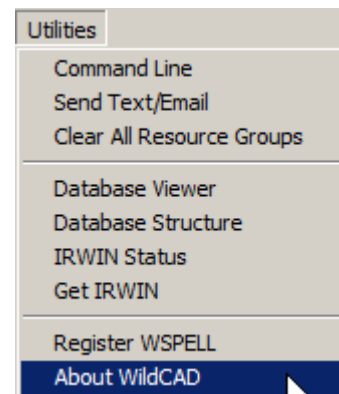 Utilities
Command Line
Send Text/Email
Clear All Resource Groups
Database Viewer
Database Structure
IRWIN Status
Get IRWIN
Register WSPELL
About WildCAD